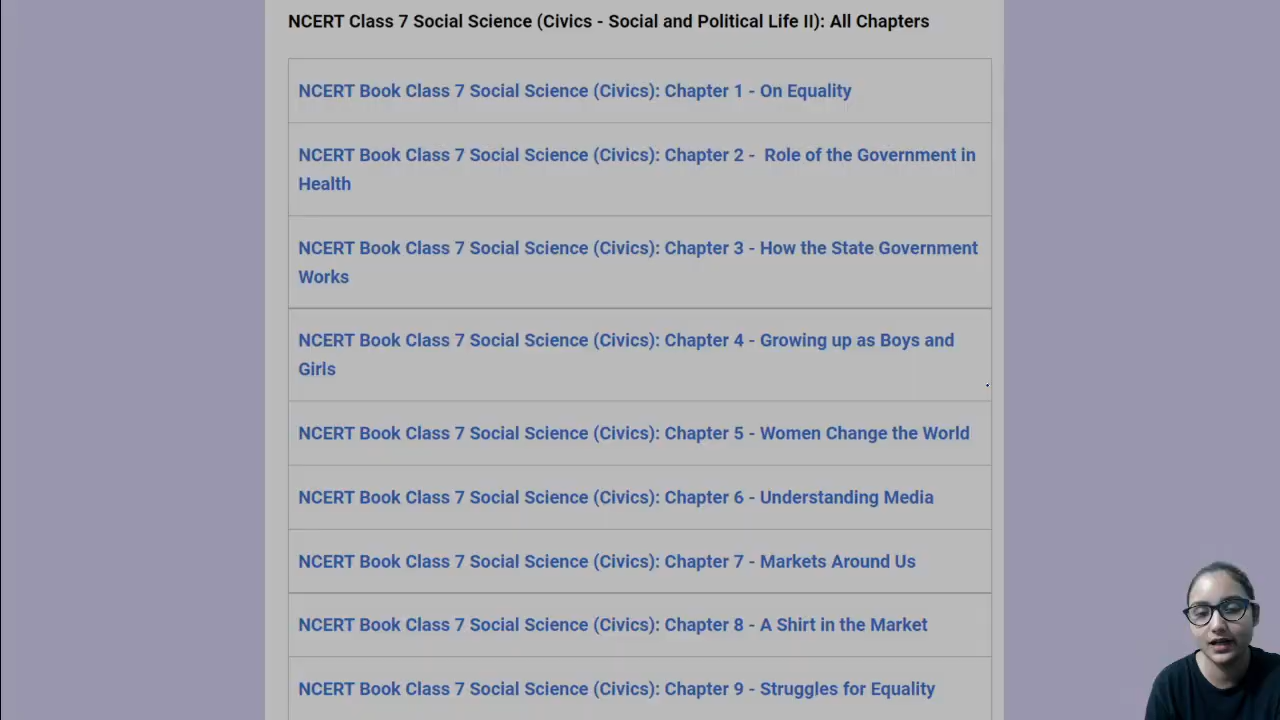 NCERT Class 7 Social Science (Civics - Social and Political Life II): All Chapters
NCERT Book Class 7 Social Science (Civics): Chapter 1 - On Equality
NCERT Book Class 7 Social Science (Civics): Chapter 2 -  Role of the Government in
Health
NCERT Book Class 7 Social Science (Civics): Chapter 3 - How the State Government
Works
NCERT Book Class 7 Social Science (Civics): Chapter 4 - Growing up as Boys and
Girls
NCERT Book Class 7 Social Science (Civics): Chapter 5 - Women Change the World
NCERT Book Class 7 Social Science (Civics): Chapter 6 - Understanding Media
NCERT Book Class 7 Social Science (Civics): Chapter 7 - Markets Around Us
NCERT Book Class 7 Social Science (Civics): Chapter 8 - A Shirt in the Market
NCERT Book Class 7 Social Science (Civics): Chapter 9 - Struggles for Equality